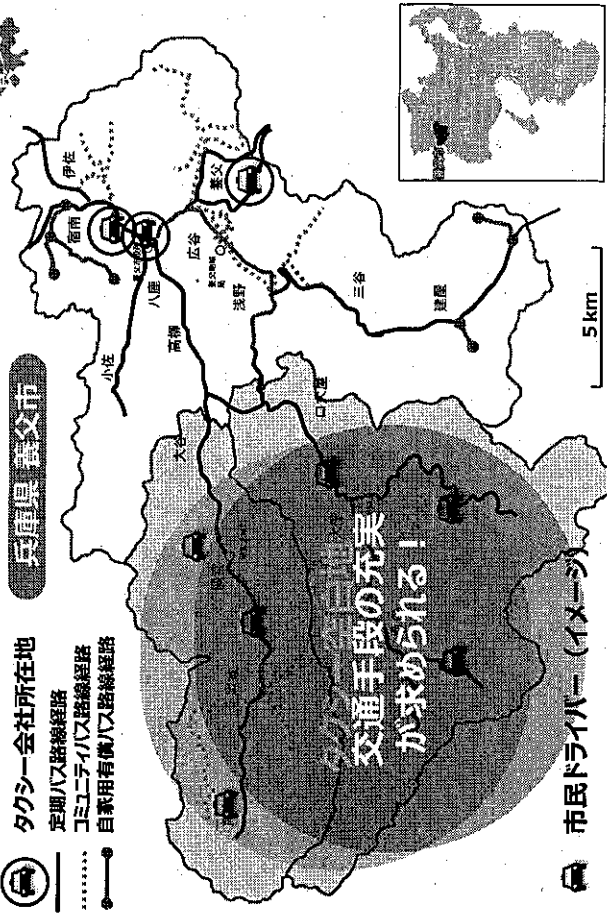 兵庫県 養父市
タクシー会社所在地
定期バス路線経路
コミュニティバス路線経路
自家用有償バス路線経路
伊佐
宿南
養父
八鹿
広谷
小佐
高柳
浅野
三谷
建屋
大谷
大屋
交通手段の充実
が求められる！
市民ドライバー（イメージ）
5km